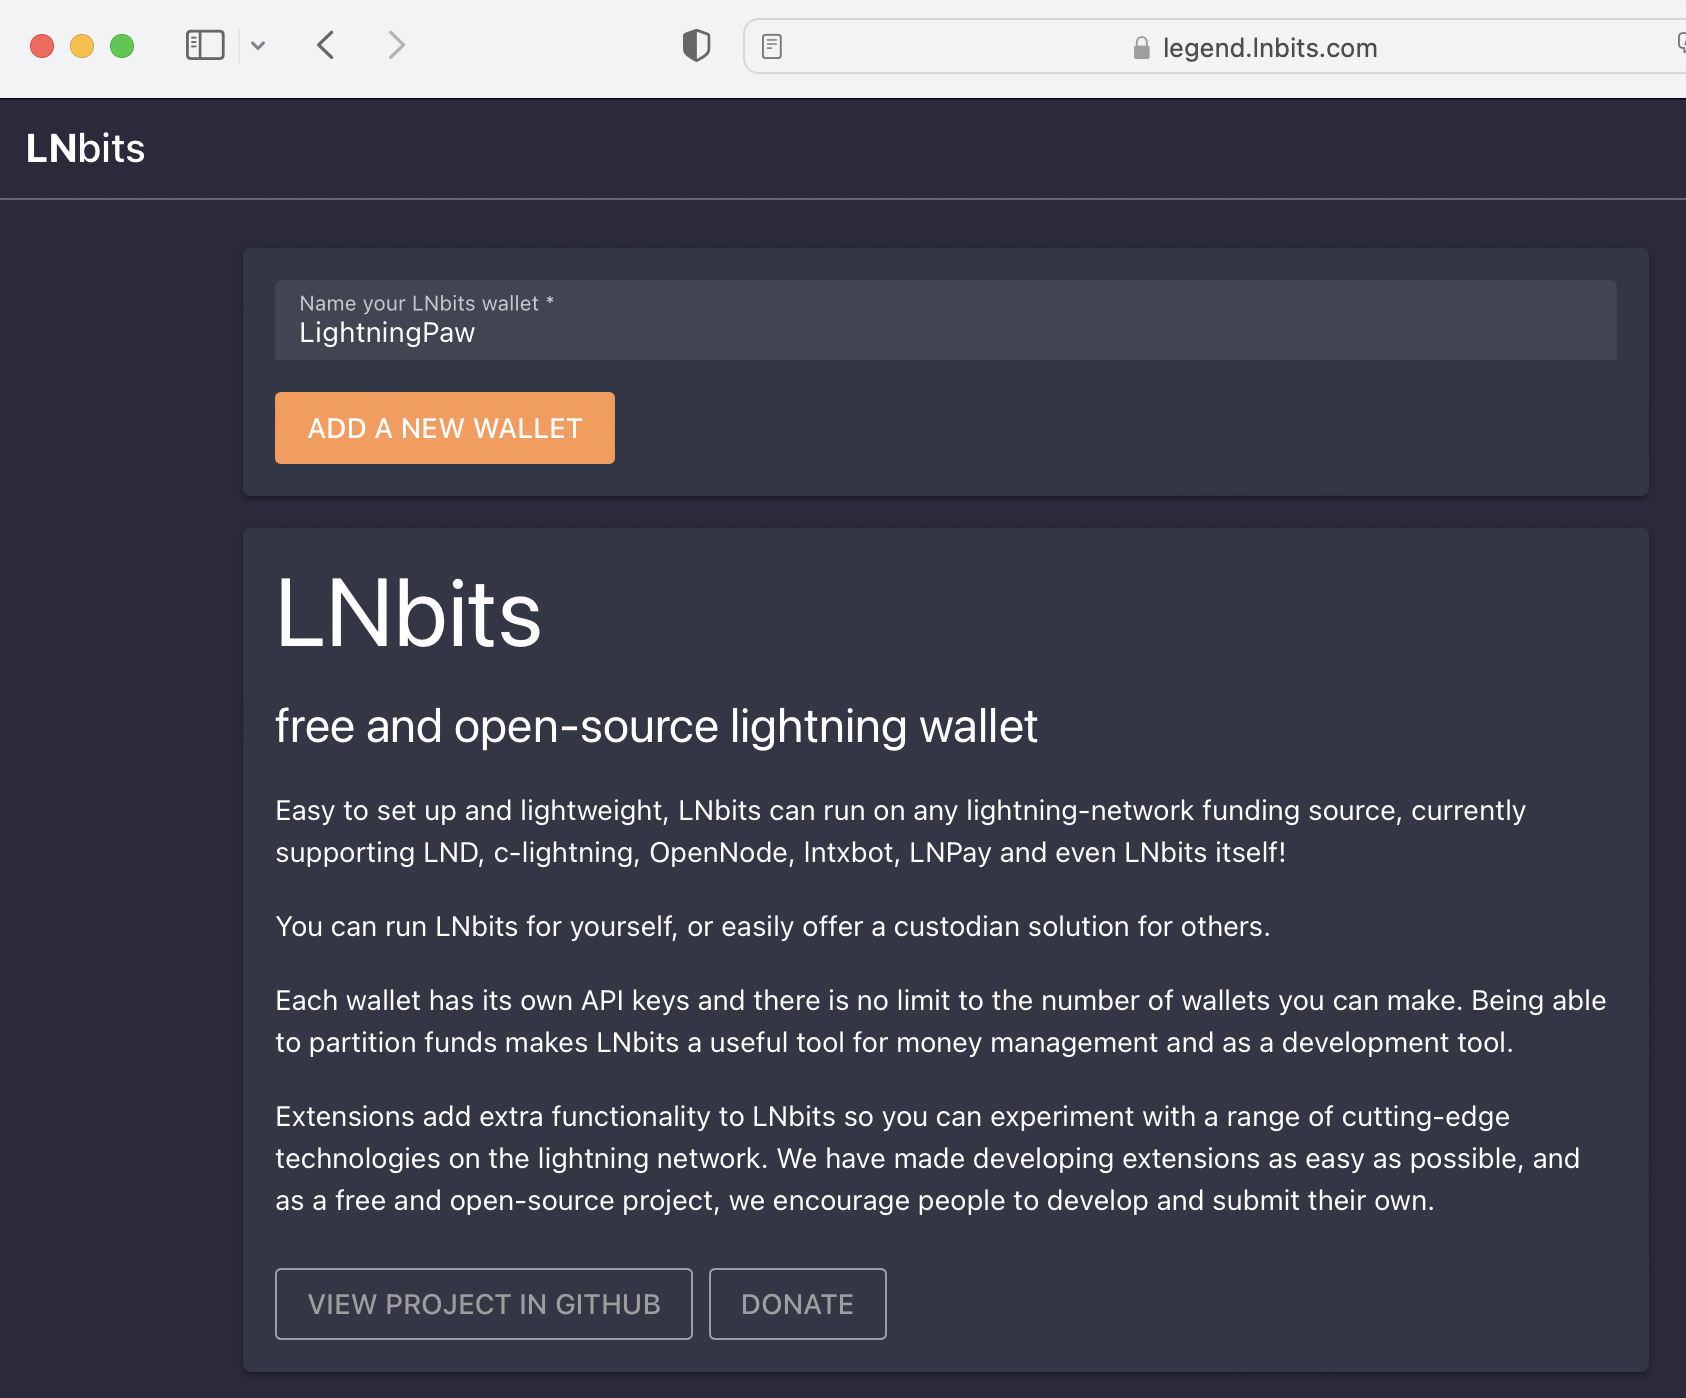 legend.lnbits.com
LNbits
Name your LNbits wallet *
LightningPaw
ADD A NEW WALLET
LNbits
free and open-source lightning wallet
Easy to set up and lightweight, LNbits can run on any lightning-network funding source, currently
supporting LND, c-lightning, OpenNode, lntxbot, LNPay and even LNbits itself!
You can run LNbits for yourself, or easily offer a custodian solution for others.
Each wallet has its own API keys and there is no limit to the number of wallets you can make. Being able
to partition funds makes LNbits a useful tool for money management and as a development tool.
Extensions add extra functionality to LNbits so you can experiment with a range of cutting-edge
technologies on the lightning network. We have made developing extensions as easy as possible, and
as a free and open-source project, we encourage people to develop and submit their own.
VIEW PROJECT IN GITHUB
DONATE